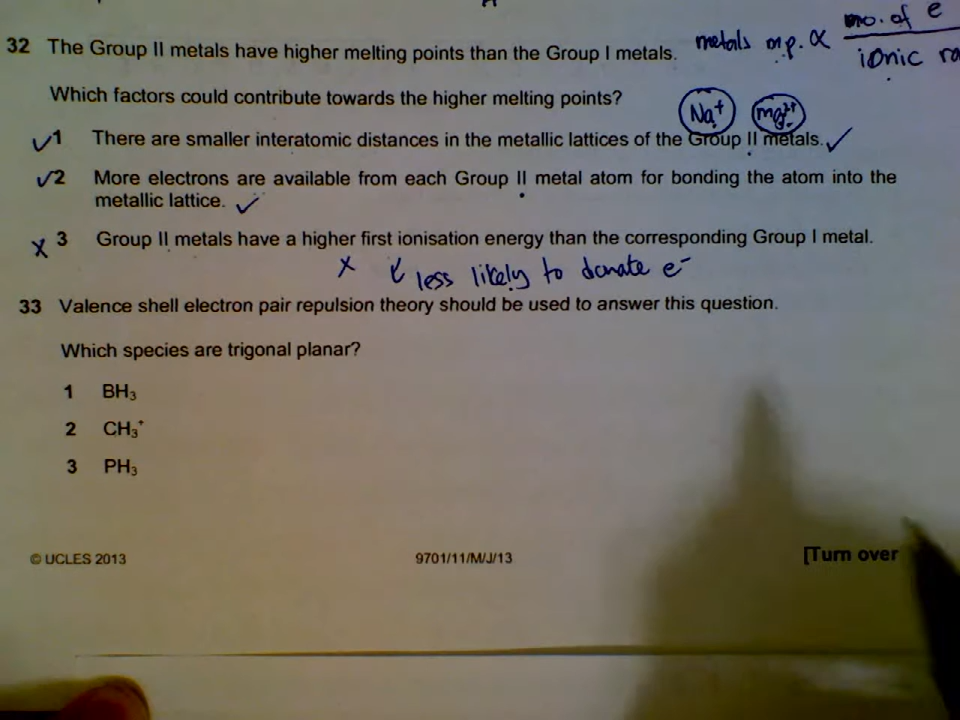 no. of e
32 The Group II metals have higher melting points than the Group I metals. metals m.p. ∝
ionic
Which factors could contribute towards the higher melting points?
Na⁺ Mg²⁺
✓1 There are smaller interatomic distances in the metallic lattices of the Group II metals. ✓
✓2 More electrons are available from each Group II metal atom for bonding the atom into the
metallic lattice. ✓
x 3 Group II metals have a higher first ionisation energy than the corresponding Group I metal.
x ↙ less likely to donate e⁻
33 Valence shell electron pair repulsion theory should be used to answer this question.
Which species are trigonal planar?
1 BH₃
2 CH₃⁺
3 PH₃
© UCLES 2013 9701/11/M/J/13 [Turn over